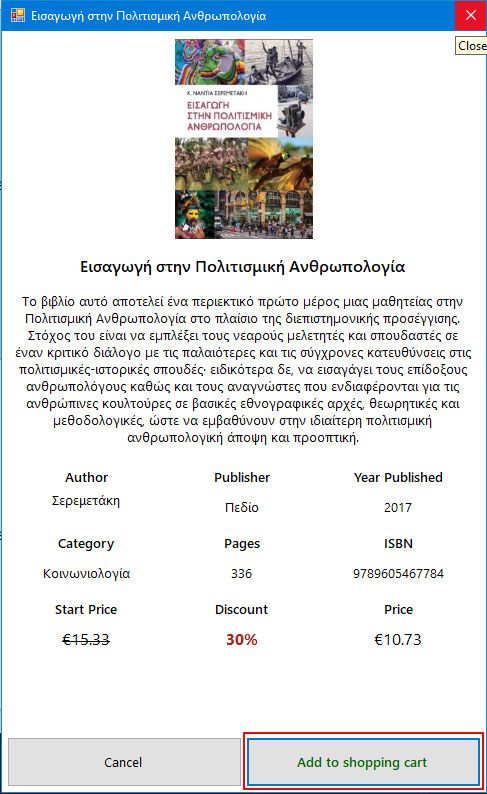 Εισαγωγή στην Πολιτισμική Ανθρωπολογία
Close
Κ. ΝΑΝΤΙΑ ΣΕΡΕΜΕΤΑΚΗ
ΕΙΣΑΓΩΓΗ
ΣΤΗΝ ΠΟΛΙΤΙΣΜΙΚΗ
ΑΝΘΡΩΠΟΛΟΓΙΑ
Εισαγωγή στην Πολιτισμική Ανθρωπολογία
Το βιβλίο αυτό αποτελεί ένα περιεκτικό πρώτο μέρος μιας μαθητείας στην
Πολιτισμική Ανθρωπολογία στο πλαίσιο της διεπιστημονικής προσέγγισης.
Στόχος του είναι να εμπλέξει τους νεαρούς μελετητές και σπουδαστές σε
έναν κριτικό διάλογο με τις παλαιότερες και τις σύγχρονες κατευθύνσεις στις
πολιτισμικές-ιστορικές σπουδές· ειδικότερα δε, να εισαγάγει τους επίδοξους
ανθρωπολόγους καθώς και τους αναγνώστες που ενδιαφέρονται για τις
ανθρώπινες κουλτούρες σε βασικές εθνογραφικές αρχές, θεωρητικές και
μεθοδολογικές, ώστε να εμβαθύνουν στην ιδιαίτερη πολιτισμική
ανθρωπολογική άποψη και προοπτική.
Author Publisher Year Published
Σερεμετάκη Πεδίο 2017
Category Pages ISBN
Κοινωνιολογία 336 9789605467784
Start Price Discount Price
€15.33 30% €10.73
Cancel Add to shopping cart